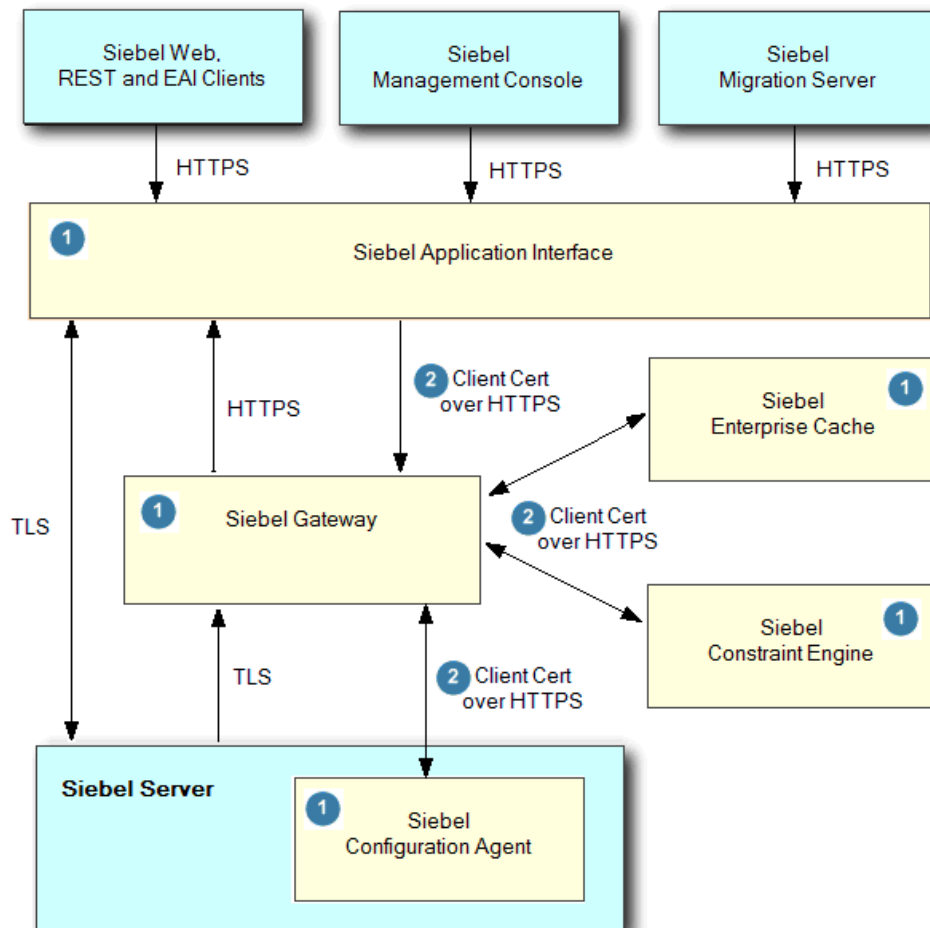 Siebel Web,
REST and EAI Clients
Siebel
Management Console
Siebel
Migration Server
HTTPS
HTTPS
HTTPS
1
Siebel Application Interface
2 Client Cert
over HTTPS
HTTPS
Siebel
Enterprise Cache
1
TLS
1
Siebel Gateway
2 Client Cert
over HTTPS
Siebel
Constraint Engine
1
TLS
2 Client Cert
over HTTPS
Siebel Server
1
Siebel
Configuration Agent